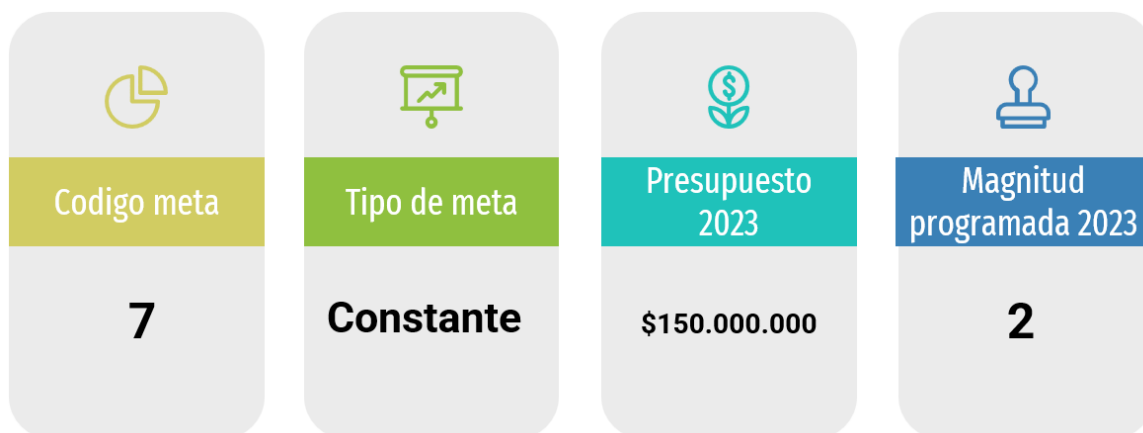 Codigo meta
7
Tipo de meta
Constante
$
Presupuesto
2023
$150.000.000
Magnitud
programada 2023
2